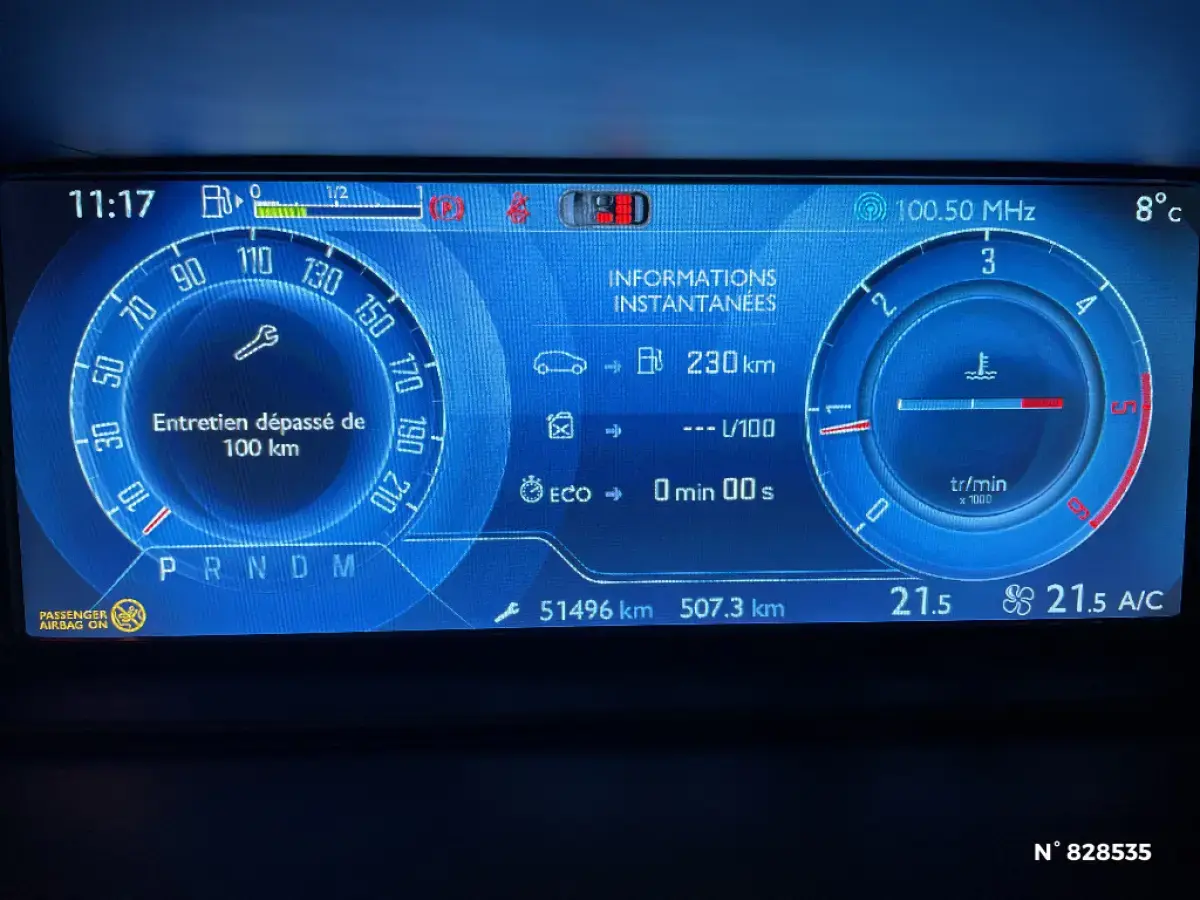 11:17
0 1/2 1
(P)
100.50 MHz
8°C
10 30 50 70 90 110 130 150 170 190 210
Entretien dépassé de
100 km
P R N D M
PASSENGER
AIRBAG ON
INFORMATIONS
INSTANTANÉES
230 km
--- l/100
ECO 0 min 00 s
51496 km 507.3 km
0 1 2 3 4 5 6
tr/min
x 1000
21.5 21.5 A/C
N° 828535